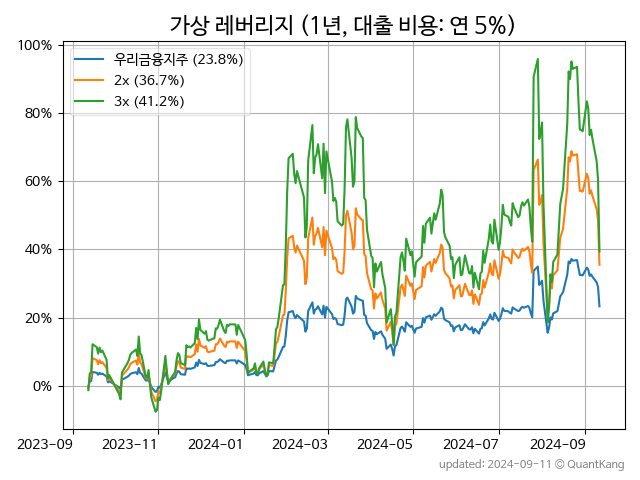 가상 레버리지 (1년, 대출 비용: 연 5%)
100%
80%
60%
40%
20%
0%
우리금융지주 (23.8%)
2x (36.7%)
3x (41.2%)
2023-09 2023-11 2024-01 2024-03 2024-05 2024-07 2024-09
updated: 2024-09-11 © QuantKang